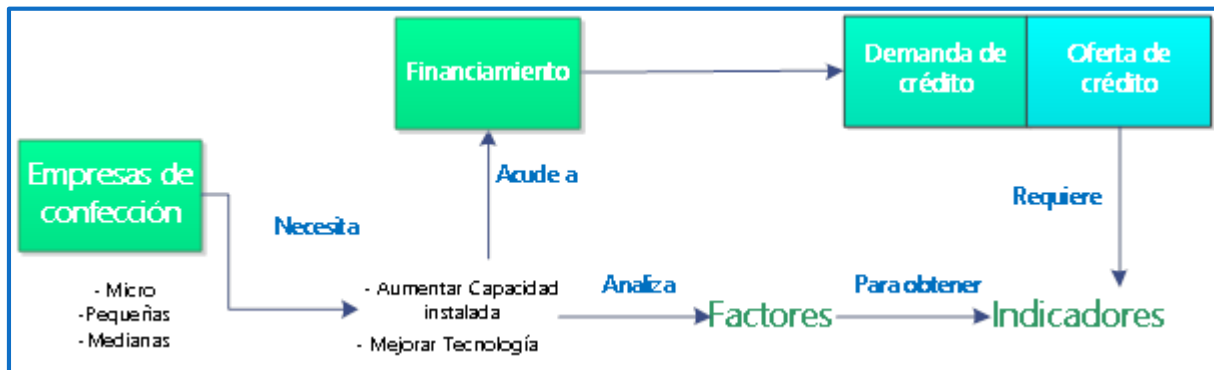 Financiamiento
Demanda de
crédito
Oferta de
crédito
Empresas de
confección
Acude a
Requiere
Necesita
- Micro
-Pequeñas
- Medianas
- Aumentar Capacidad
instalada
- Mejorar Tecnología
Analiza
Factores
Para obtener
Indicadores